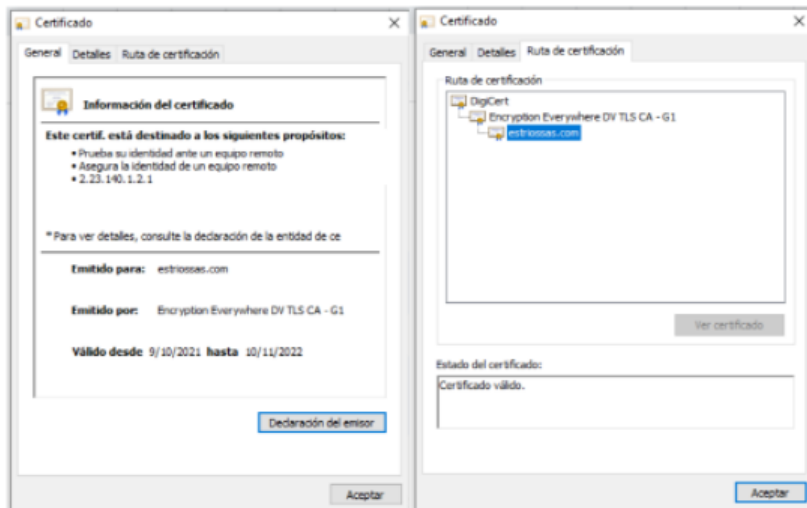 Certificado
General Detalles Ruta de certificación
Información del certificado
Este certif. está destinado a los siguientes propósitos:
• Prueba su identidad ante un equipo remoto
• Asegura la identidad de un equipo remoto
• 2.23.140.1.2.1
* Para ver detalles, consulte la declaración de la entidad de ce
Emitido para: estriossas.com
Emitido por: Encryption Everywhere DV TLS CA - G1
Válido desde 9/10/2021 hasta 10/11/2022
Declaración del emisor
Aceptar
Certificado
General Detalles Ruta de certificación
Ruta de certificación
DigiCert
Encryption Everywhere DV TLS CA - G1
estriossas.com
Ver certificado
Estado del certificado:
Certificado válido.
Aceptar